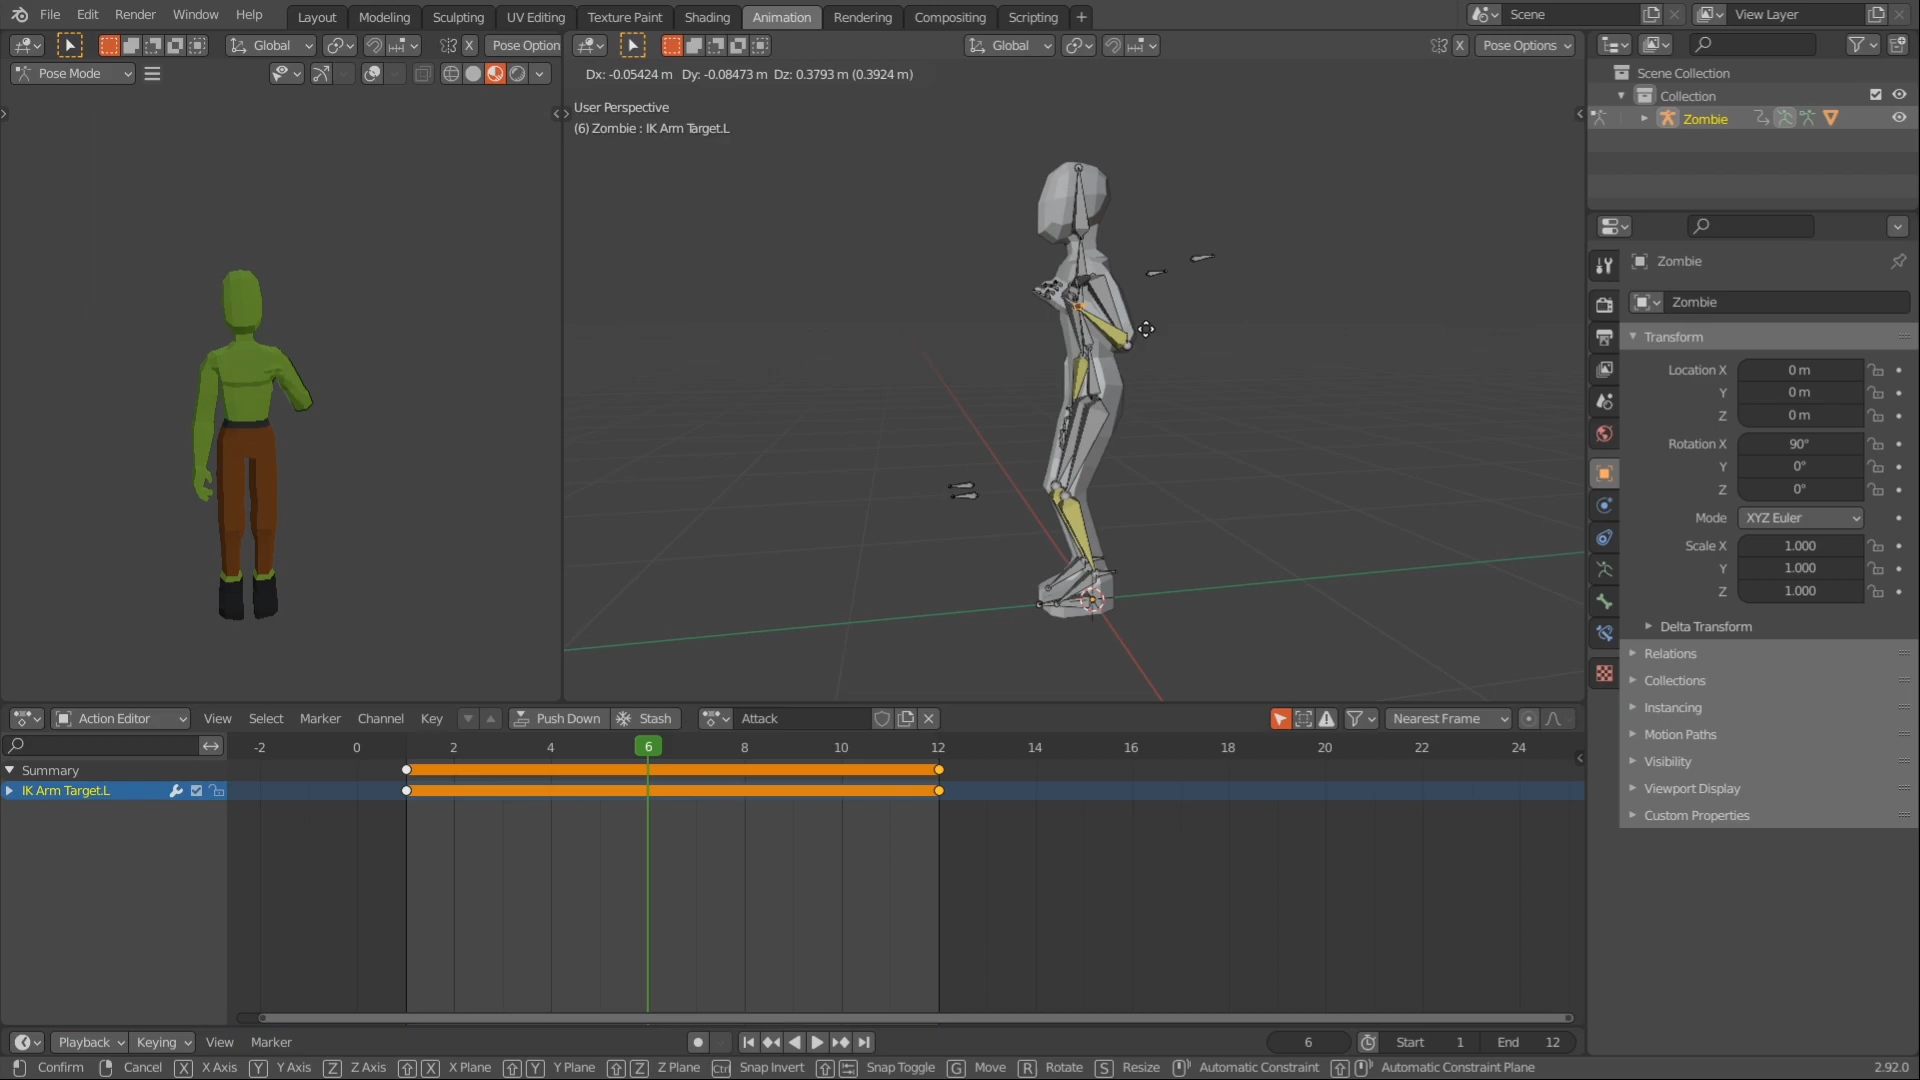 File Edit Render Window Help Layout Modeling Sculpting UV Editing Texture Paint Shading Animation Rendering Compositing Scripting + Scene View Layer
Global X Pose Option Global X Pose Options
Pose Mode Dx: -0.05424 m Dy: -0.08473 m Dz: 0.3793 m (0.3924 m)
User Perspective
(6) Zombie : IK Arm Target.L
Scene Collection
Collection
Zombie
Zombie
Zombie
Transform
Location X 0 m
Y 0 m
Z 0 m
Rotation X 90°
Y 0°
Z 0°
Mode XYZ Euler
Scale X 1.000
Y 1.000
Z 1.000
Delta Transform
Relations
Collections
Instancing
Motion Paths
Visibility
Viewport Display
Custom Properties
Action Editor View Select Marker Channel Key Push Down Stash Attack Nearest Frame
-2 0 2 4 6 8 10 12 14 16 18 20 22 24
Summary
IK Arm Target.L
Playback Keying View Marker 6 Start 1 End 12
Confirm Cancel X X Axis Y Y Axis Z Z Axis X X Plane Y Y Plane Z Z Plane Ctrl Snap Invert Snap Toggle G Move R Rotate S Resize Automatic Constraint Automatic Constraint Plane 2.92.0